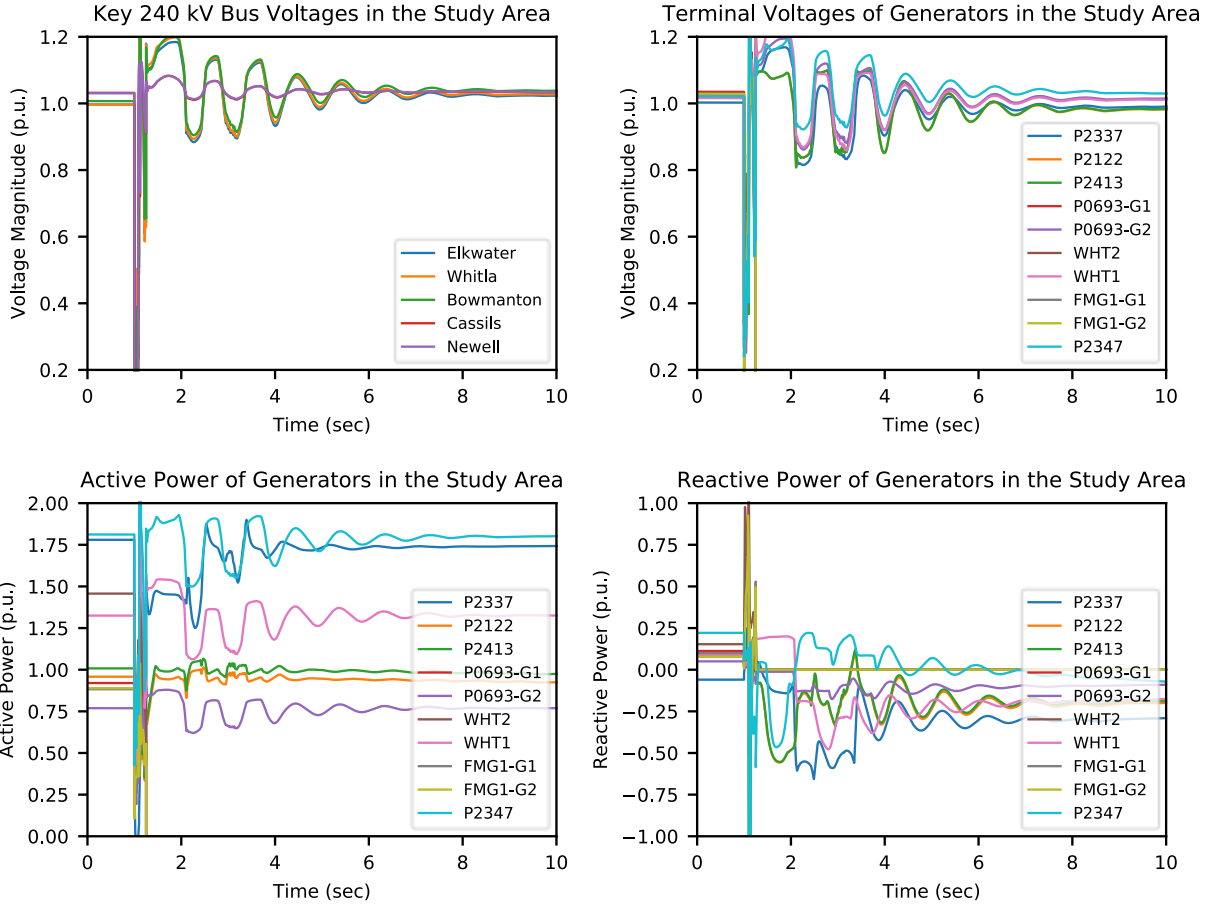 Key 240 kV Bus Voltages in the Study Area
Voltage Magnitude (p.u.)
1.2
1.0
0.8
0.6
0.4
0.2
0 2 4 6 8 10
Time (sec)
Elkwater
Whitla
Bowmanton
Cassils
Newell
Terminal Voltages of Generators in the Study Area
Voltage Magnitude (p.u.)
1.2
1.0
0.8
0.6
0.4
0.2
0 2 4 6 8 10
Time (sec)
P2337
P2122
P2413
P0693-G1
P0693-G2
WHT2
WHT1
FMG1-G1
FMG1-G2
P2347
Active Power of Generators in the Study Area
Active Power (p.u.)
2.00
1.75
1.50
1.25
1.00
0.75
0.50
0.25
0.00
0 2 4 6 8 10
Time (sec)
P2337
P2122
P2413
P0693-G1
P0693-G2
WHT2
WHT1
FMG1-G1
FMG1-G2
P2347
Reactive Power of Generators in the Study Area
Reactive Power (p.u.)
1.00
0.75
0.50
0.25
0.00
−0.25
−0.50
−0.75
−1.00
0 2 4 6 8 10
Time (sec)
P2337
P2122
P2413
P0693-G1
P0693-G2
WHT2
WHT1
FMG1-G1
FMG1-G2
P2347